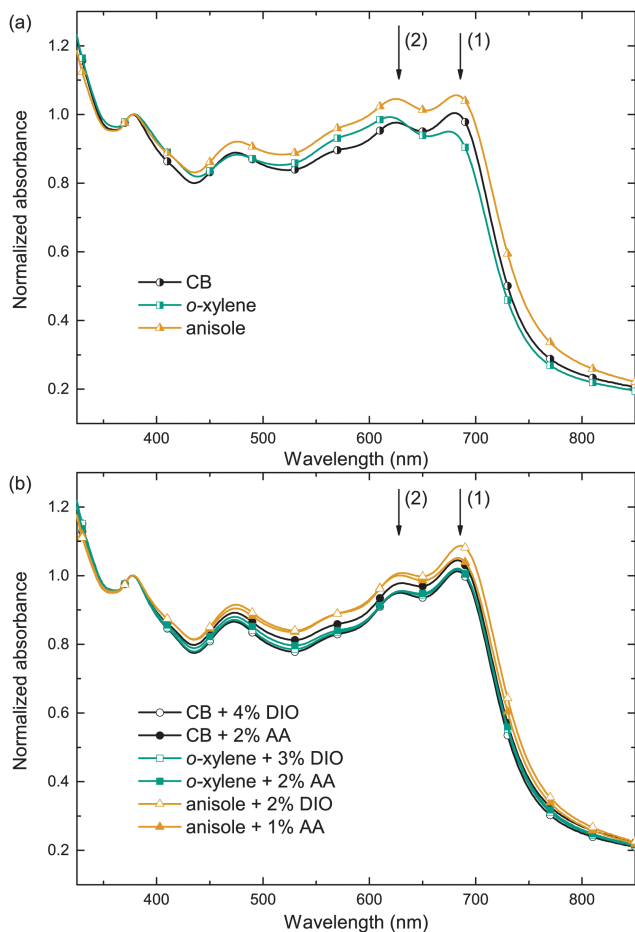 (a)
(2)
(1)
1.2
1.0
0.8
0.6
0.4
0.2
Normalized absorbance
CB
o-xylene
anisole
400
500
600
700
800
Wavelength (nm)
(b)
(2)
(1)
1.2
1.0
0.8
0.6
0.4
0.2
Normalized absorbance
CB + 4% DIO
CB + 2% AA
o-xylene + 3% DIO
o-xylene + 2% AA
anisole + 2% DIO
anisole + 1% AA
400
500
600
700
800
Wavelength (nm)